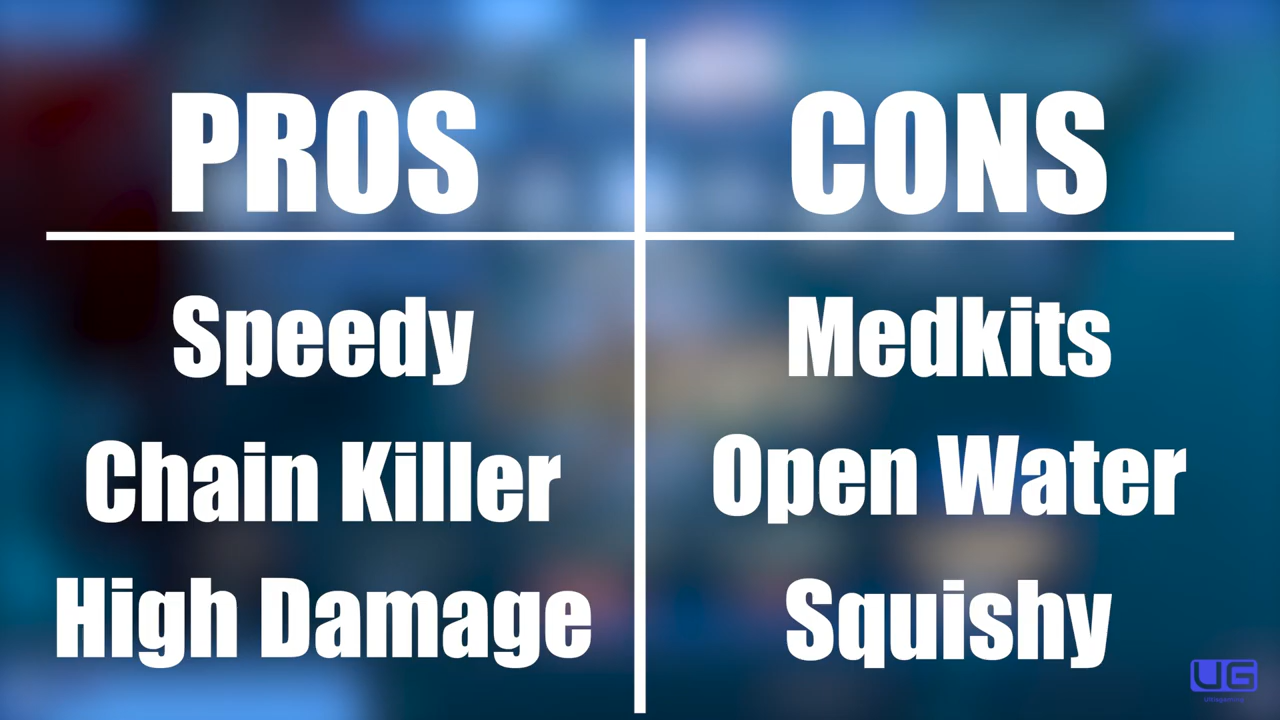 PROS
CONS
Speedy
Medkits
Chain Killer
Open Water
High Damage
Squishy
UG